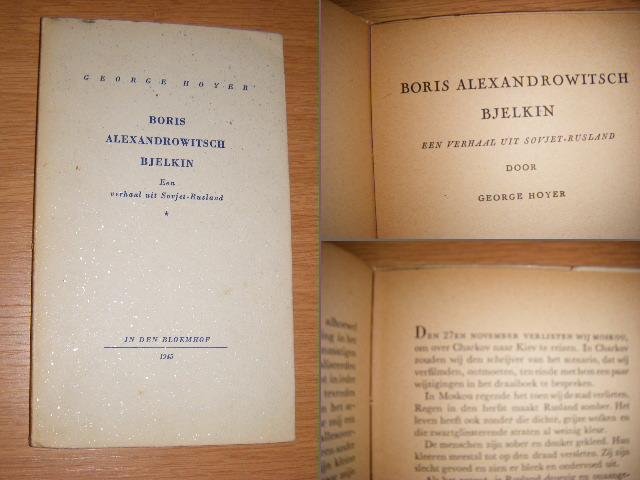 GEORGE HOYER
BORIS
ALEXANDROWITSCH
BJELKIN
Een
verhaal uit Sovjet-Rusland
*
IN DEN BLOEMHOF
1945
BORIS ALEXANDROWITSCH
BJELKIN
EEN VERHAAL UIT SOVJET-RUSLAND
DOOR
GEORGE HOYER
DEN 27EN NOVEMBER VERLIETEN WIJ MOSKOU,
om over Charkov naar Kiev te reizen. In Charkov
zouden wij den schrijver van het scenario, dat wij
verfilmden, ontmoeten, ten einde met hem een paar
wijzigingen in het draaiboek te bespreken.
In Moskou regende het toen wij de stad verlieten.
Regen in den herfst maakt Rusland somber. Het
leven heeft ook zonder die dichte, grijze wolken en
die zwartglinsterende straten al weinig kleur.
De menschen zijn sober en donker gekleed. Hun
kleeren meestal tot op den draad versleten. Zij zijn
slecht gevoed en zien er bleek en ondervoed uit.